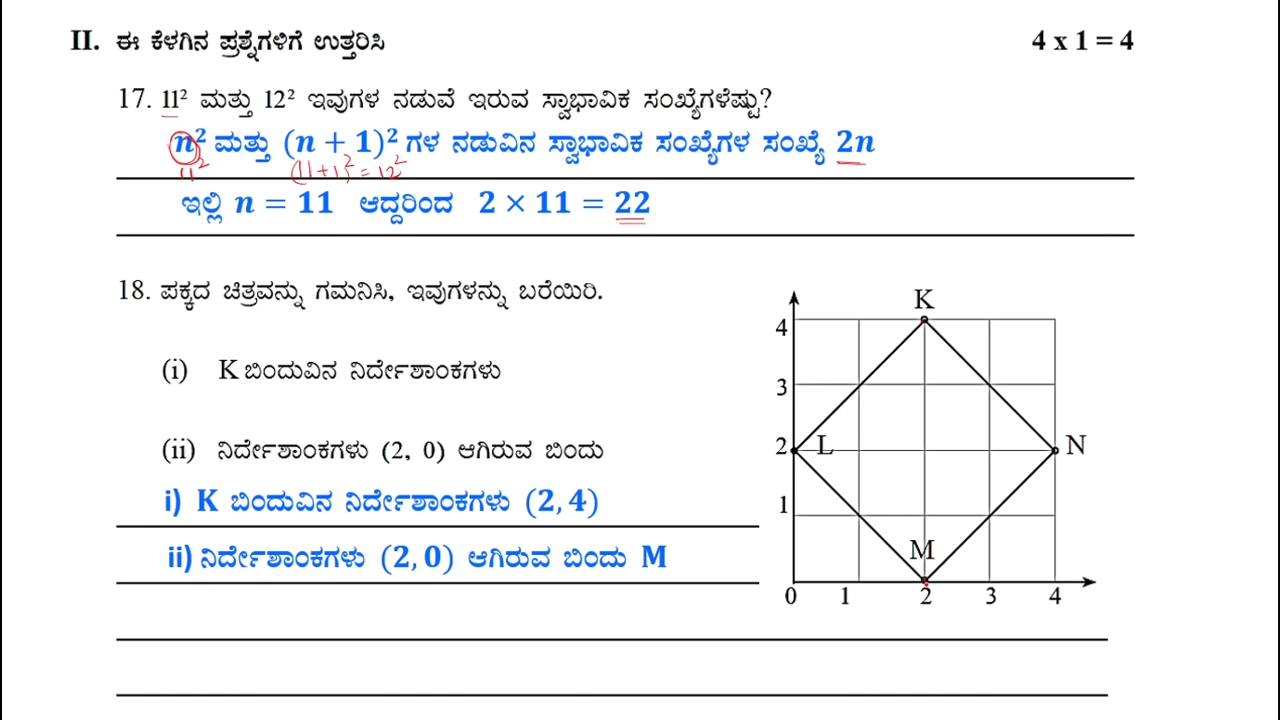 II. ಈ ಕೆಳಗಿನ ಪ್ರಶ್ನೆಗಳಿಗೆ ಉತ್ತರಿಸಿ 4 x 1 = 4
17. 11² ಮತ್ತು 12² ಇವುಗಳ ನಡುವೆ ಇರುವ ಸ್ವಾಭಾವಿಕ ಸಂಖ್ಯೆಗಳೆಷ್ಟು?
n² ಮತ್ತು (n + 1)² ಗಳ ನಡುವಿನ ಸ್ವಾಭಾವಿಕ ಸಂಖ್ಯೆಗಳ ಸಂಖ್ಯೆ 2n
11² (11+1)² = 12²
ಇಲ್ಲಿ n = 11 ಆದ್ದರಿಂದ 2 × 11 = 22
18. ಪಕ್ಕದ ಚಿತ್ರವನ್ನು ಗಮನಿಸಿ, ಇವುಗಳನ್ನು ಬರೆಯಿರಿ.
(i) K ಬಿಂದುವಿನ ನಿರ್ದೇಶಾಂಕಗಳು
(ii) ನಿರ್ದೇಶಾಂಕಗಳು (2, 0) ಆಗಿರುವ ಬಿಂದು
i) K ಬಿಂದುವಿನ ನಿರ್ದೇಶಾಂಕಗಳು (2, 4)
ii) ನಿರ್ದೇಶಾಂಕಗಳು (2, 0) ಆಗಿರುವ ಬಿಂದು M
K
4
3
2 L N
1
M
0 1 2 3 4